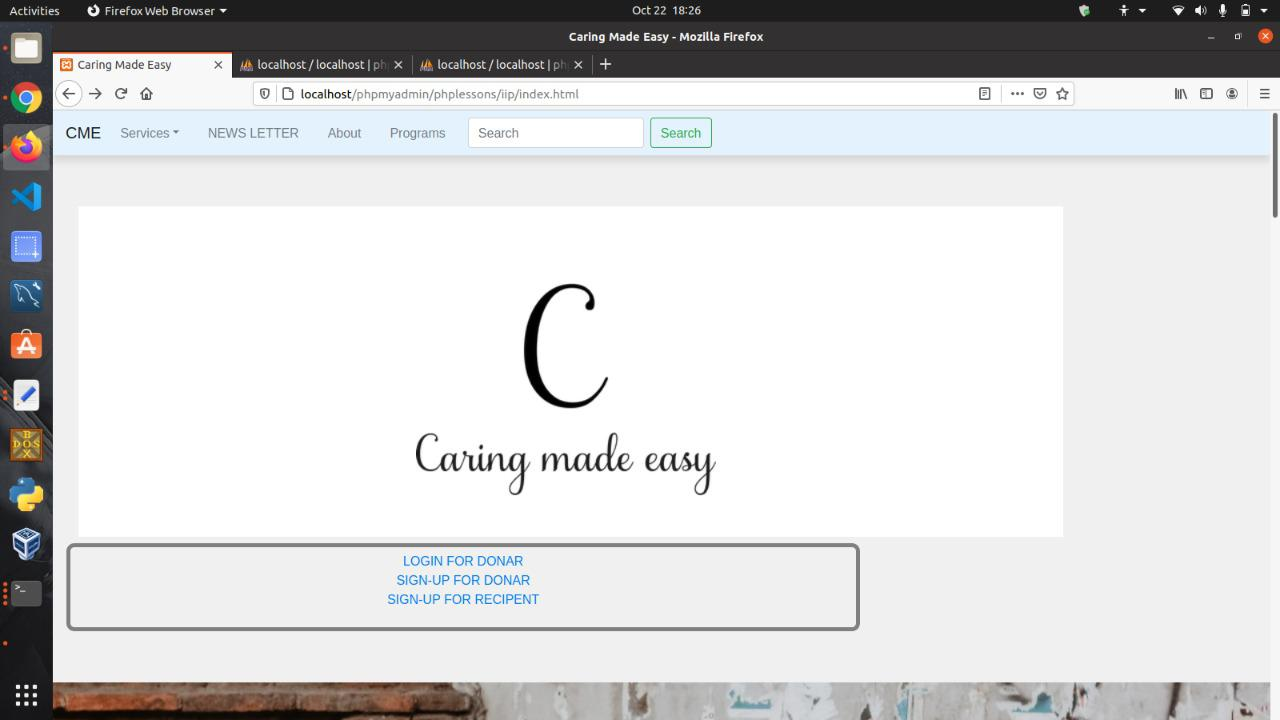 Activities
Firefox Web Browser
Oct 22 18:26
Caring Made Easy - Mozilla Firefox
Caring Made Easy
localhost / localhost | ph
localhost / localhost | ph
localhost/phpmyadmin/phplessons/iip/index.html
CME
Services
NEWS LETTER
About
Programs
Search
Search
C
Caring made easy
LOGIN FOR DONAR
SIGN-UP FOR DONAR
SIGN-UP FOR RECIPENT